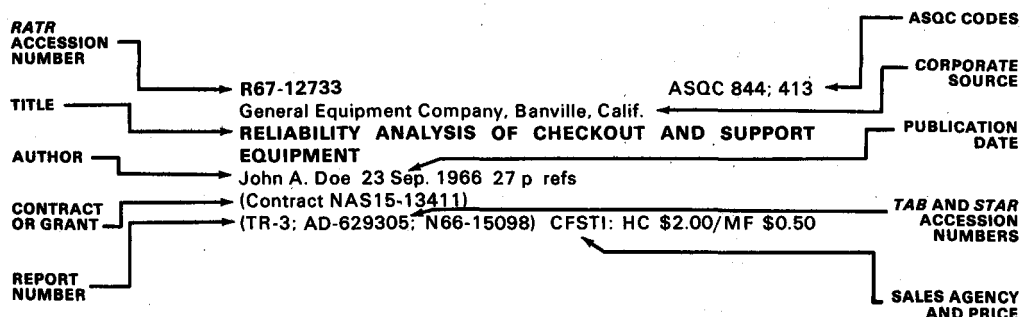 RATR
ACCESSION
NUMBER
TITLE
AUTHOR
CONTRACT
OR GRANT
REPORT
NUMBER
R67-12733 ASQC 844; 413
General Equipment Company, Banville, Calif.
RELIABILITY ANALYSIS OF CHECKOUT AND SUPPORT
EQUIPMENT
John A. Doe 23 Sep. 1966 27 p refs
(Contract NAS15-13411)
(TR-3; AD-629305; N66-15098) CFSTI: HC $2.00/MF $0.50
ASQC CODES
CORPORATE
SOURCE
PUBLICATION
DATE
TAB AND STAR
ACCESSION
NUMBERS
SALES AGENCY
AND PRICE